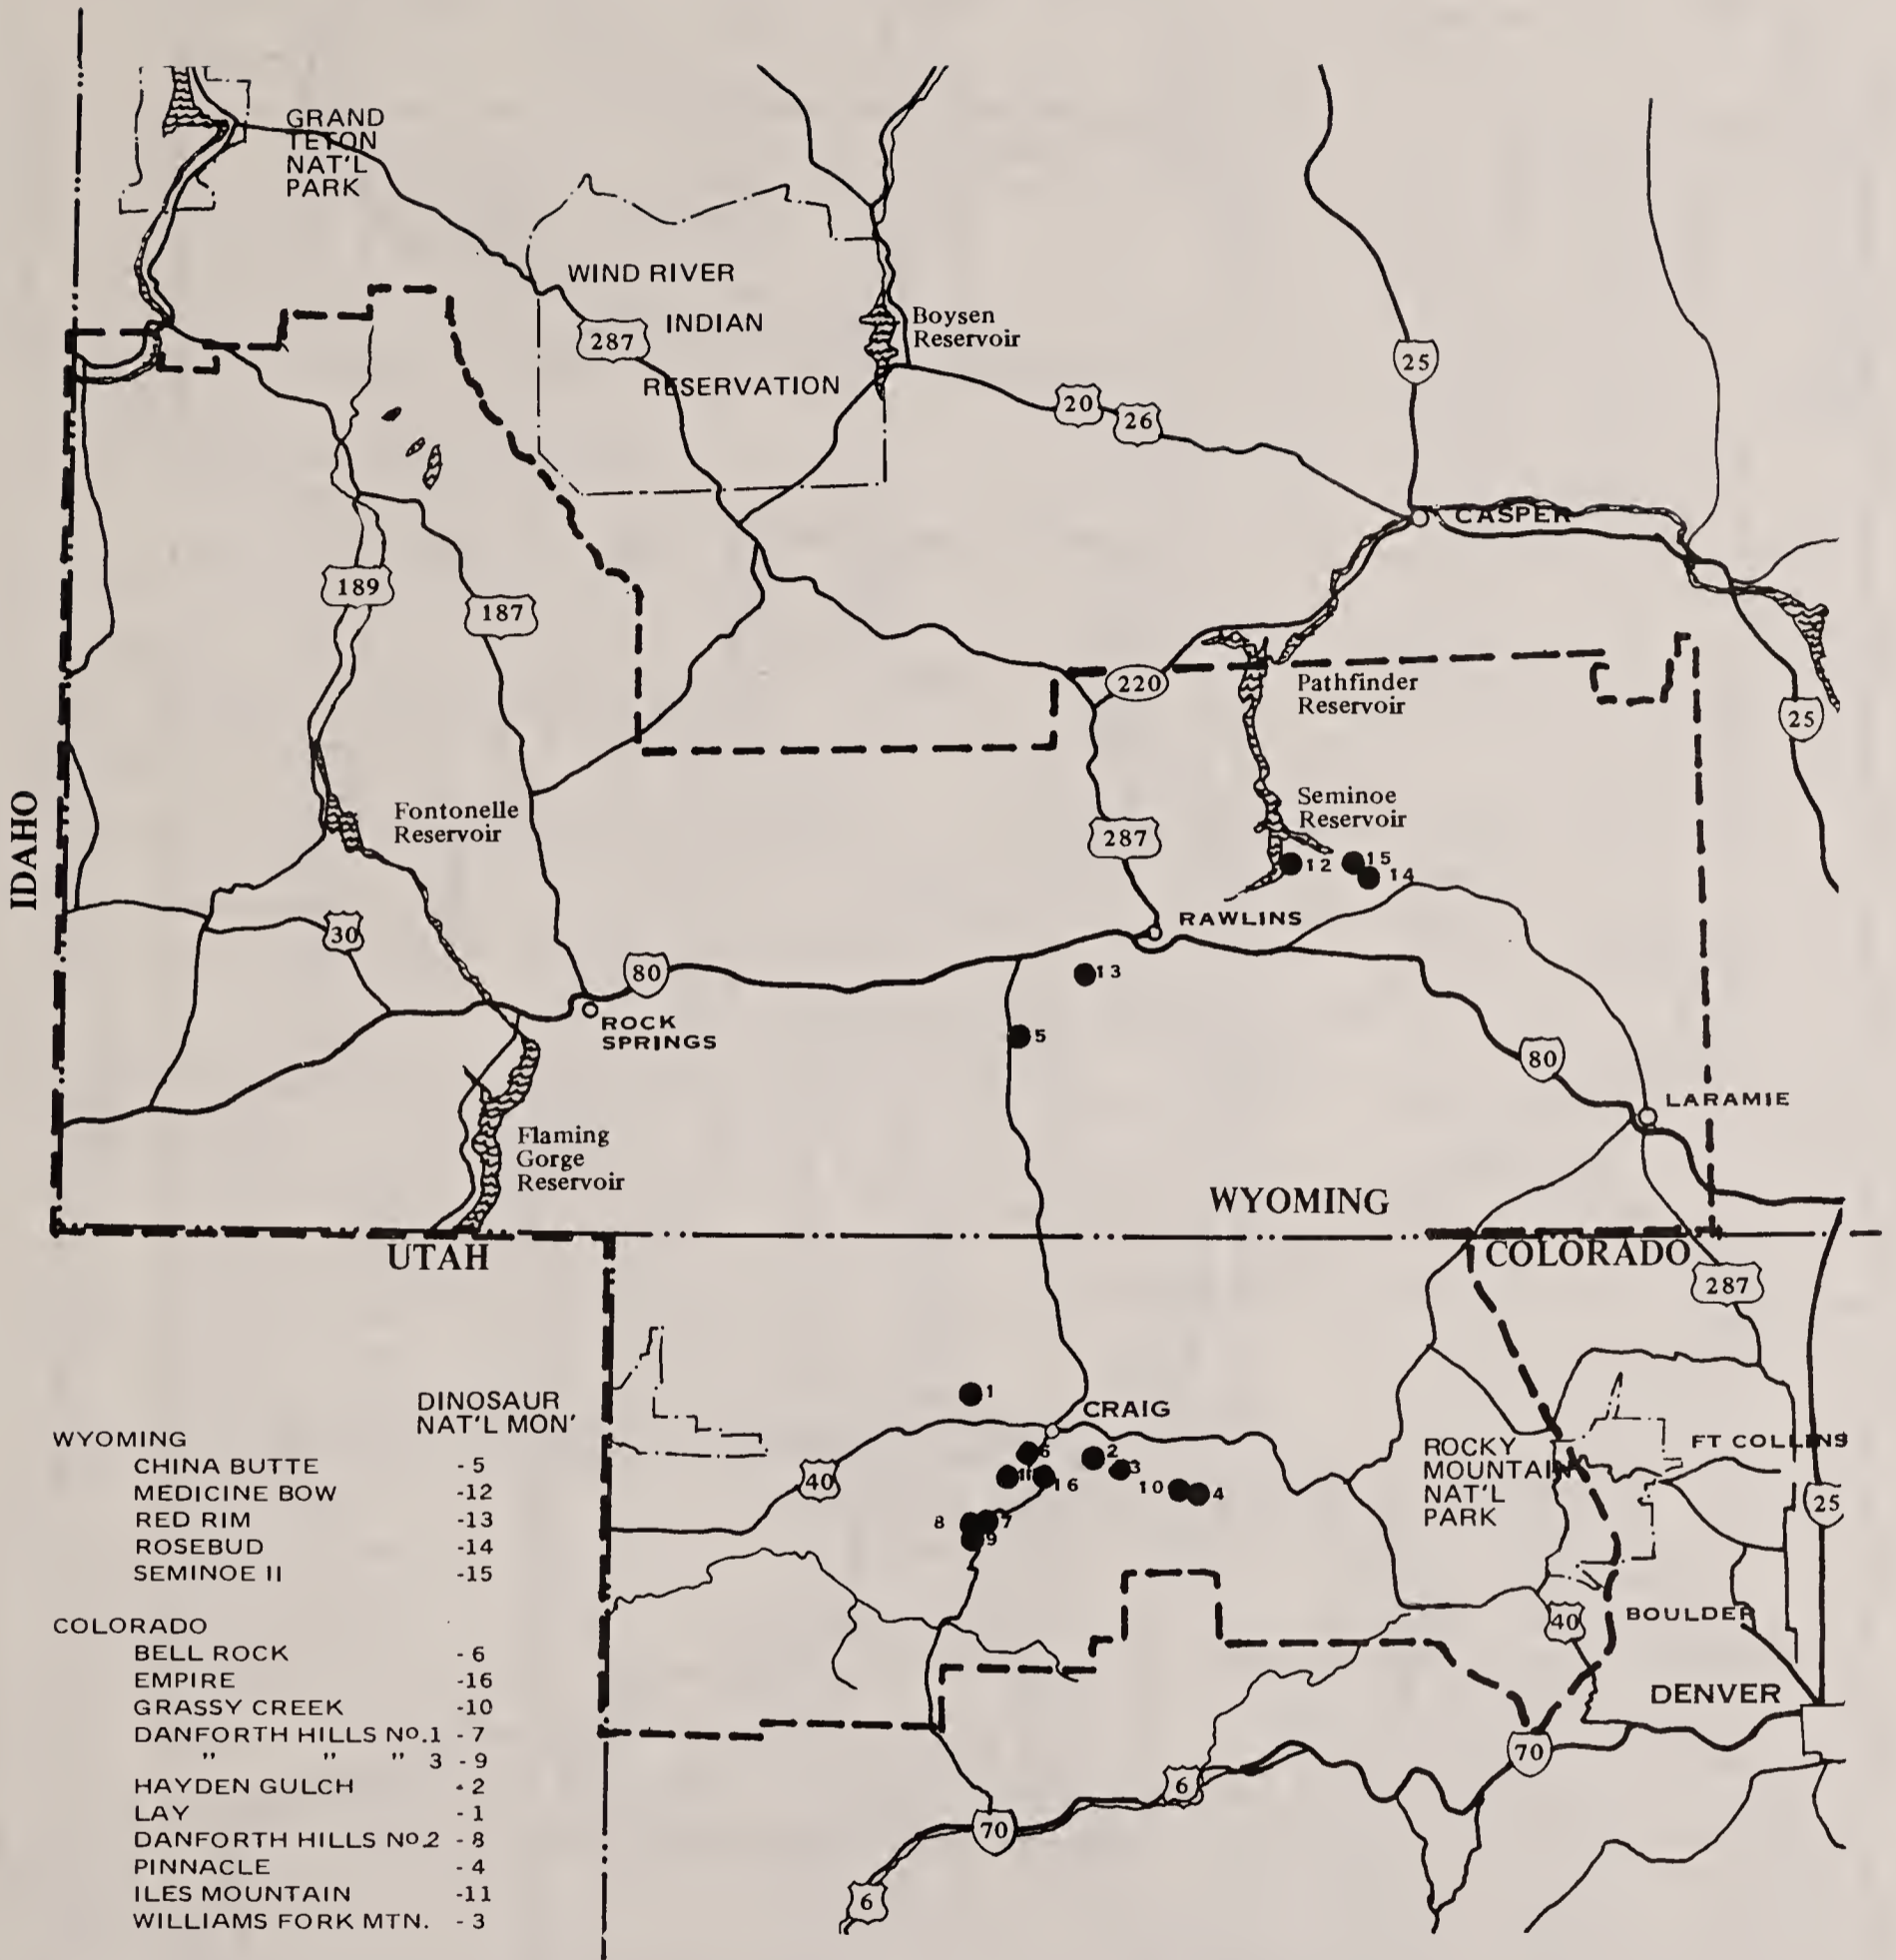 GRAND
TETON
NAT'L
PARK
WIND RIVER
INDIAN
RESERVATION
287
Boysen
Reservoir
25
20
26
CASPER
189
187
220
Pathfinder
Reservoir
25
IDAHO
Fontonelle
Reservoir
Seminoe
Reservoir
287
12
15
14
30
RAWLINS
80
13
ROCK
SPRINGS
5
80
LARAMIE
Flaming
Gorge
Reservoir
WYOMING
UTAH
COLORADO
287
1
CRAIG
DINOSAUR
NAT'L MON'
40
6
2
3
11
16
10
4
8
7
9
ROCKY
MOUNTAIN
NAT'L
PARK
FT COLLINS
25
40
BOULDER
DENVER
70
6
70
6
WYOMING
CHINA BUTTE - 5
MEDICINE BOW -12
RED RIM -13
ROSEBUD -14
SEMINOE II -15
COLORADO
BELL ROCK - 6
EMPIRE -16
GRASSY CREEK -10
DANFORTH HILLS No.1 - 7
" " " 3 - 9
HAYDEN GULCH - 2
LAY - 1
DANFORTH HILLS No.2 - 8
PINNACLE - 4
ILES MOUNTAIN -11
WILLIAMS FORK MTN. - 3